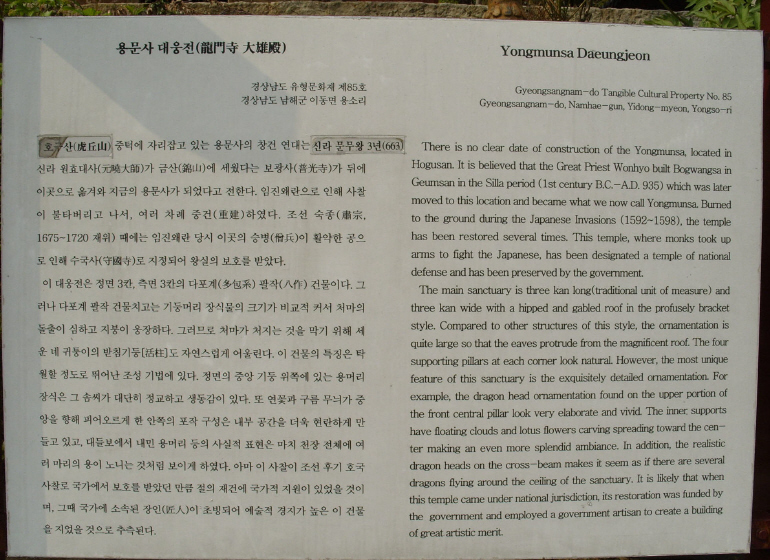 용문사 대웅전(龍門寺 大雄殿)
경상남도 유형문화재 제85호
경상남도 남해군 이동면 용소리
호구산(虎丘山) 중턱에 자리잡고 있는 용문사의 창건 연대는 신라 문무왕 3년(663)
신라 원효대사(元曉大師)가 금산(錦山)에 세웠다는 보광사(普光寺)가 뒤에
이곳으로 옮겨와 지금의 용문사가 되었다고 전한다. 임진왜란으로 인해 사찰
이 불타버리고 나서, 여러 차례 중건(重建)하였다. 조선 숙종(肅宗,
1675~1720 재위) 때에는 임진왜란 당시 이곳의 승병(僧兵)이 활약한 공으
로 인해 수국사(守國寺)로 지정되어 왕실의 보호를 받았다.
이 대웅전은 정면 3칸, 측면 3칸의 다포계(多包系) 팔작(八作) 건물이다. 그
러나 다포계 팔작 건물치고는 기둥머리 장식물의 크기가 비교적 커서 처마의
돌출이 심하고 지붕이 웅장하다. 그러므로 처마가 처지는 것을 막기 위해 세
운 네 귀퉁이의 받침기둥[活柱]도 자연스럽게 어울린다. 이 건물의 특징은 탁
월할 정도로 뛰어난 조성 기법에 있다. 정면의 중앙 기둥 위쪽에 있는 용머리
장식은 그 솜씨가 대단히 정교하고 생동감이 있다. 또 연꽃과 구름 무늬가 중
앙을 향해 피어오르게 한 안쪽의 포작 구성은 내부 공간을 더욱 현란하게 만
들고 있고, 대들보에서 내민 용머리 등의 사실적 표현은 마치 천장 전체에 여
러 마리의 용이 노니는 것처럼 보이게 하였다. 아마 이 사찰이 조선 후기 호국
사찰로 국가에서 보호를 받았던 만큼 절의 재건에 국가적 지원이 있었을 것이
며, 그때 국가에 소속된 장인(匠人)이 초빙되어 예술적 경지가 높은 이 건물
을 지었을 것으로 추측된다.
Yongmunsa Daeungjeon
Gyeongsangnam-do Tangible Cultural Property No. 85
Gyeongsangnam-do, Namhae-gun, Yidong-myeon, Yongso-ri
There is no clear date of construction of the Yongmunsa, located in
Hogusan. It is believed that the Great Priest Wonhyo built Bogwangsa in
Geumsan in the Silla period (1st century B.C.-A.D. 935) which was later
moved to this location and became what we now call Yongmunsa. Burned
to the ground during the Japanese Invasions (1592~1598), the temple
has been restored several times. This temple, where monks took up
arms to fight the Japanese, has been designated a temple of national
defense and has been preserved by the government.
The main sanctuary is three kan long(traditional unit of measure) and
three kan wide with a hipped and gabled roof in the profusely bracket
style. Compared to other structures of this style, the ornamentation is
quite large so that the eaves protrude from the magnificent roof. The four
supporting pillars at each corner look natural. However, the most unique
feature of this sanctuary is the exquisitely detailed ornamentation. For
example, the dragon head ornamentation found on the upper portion of
the front central pillar look very elaborate and vivid. The inner supports
have floating clouds and lotus flowers carving spreading toward the cen-
ter making an even more splendid ambiance. In addition, the realistic
dragon heads on the cross-beam makes it seem as if there are several
dragons flying around the ceiling of the sanctuary. It is likely that when
this temple came under national jurisdiction, its restoration was funded by
the government and employed a government artisan to create a building
of great artistic merit.